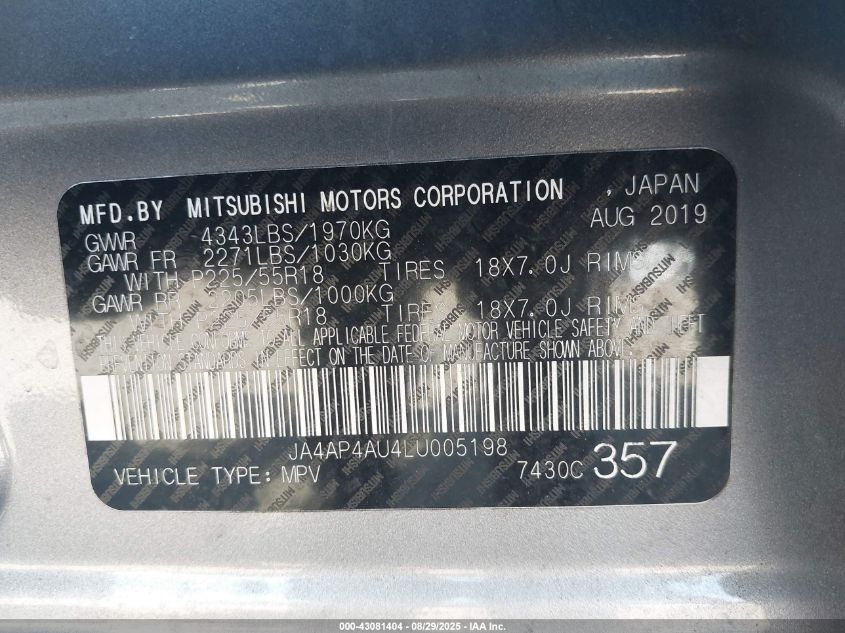 MFD.BY MITSUBISHI MOTORS CORPORATION , JAPAN
AUG 2019
GVWR 4343LBS/1970KG
GAWR FR 2271LBS/1030KG
WITH P225/55R18 TIRES 18X7.0J RIMS
GAWR RR 2205LBS/1000KG
TIRES 18X7.0J RIMS
THIS VEHICLE CONFORMS TO ALL APPLICABLE FEDERAL MOTOR VEHICLE SAFETY AND THEFT
PREVENTION STANDARDS IN EFFECT ON THE DATE OF MANUFACTURE SHOWN ABOVE.
JA4AP4AU4LU005198
VEHICLE TYPE: MPV 7430C 357
000-43081404 - 08/29/2025 - IAA Inc.